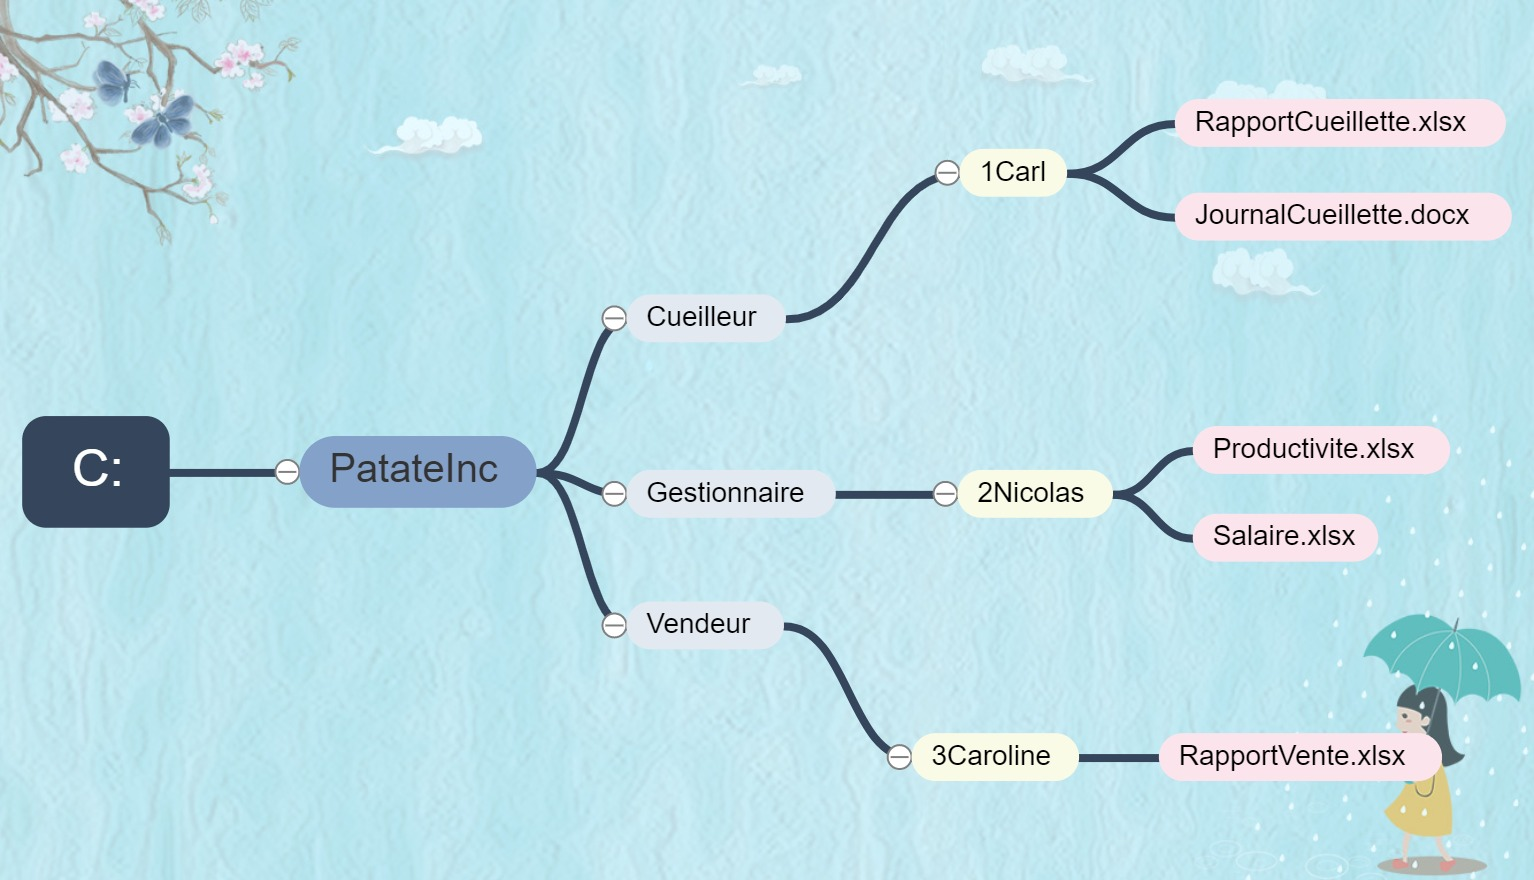 C:
PatateInc
Cueilleur
1Carl
RapportCueillette.xlsx
JournalCueillette.docx
Gestionnaire
2Nicolas
Productivite.xlsx
Salaire.xlsx
Vendeur
3Caroline
RapportVente.xlsx